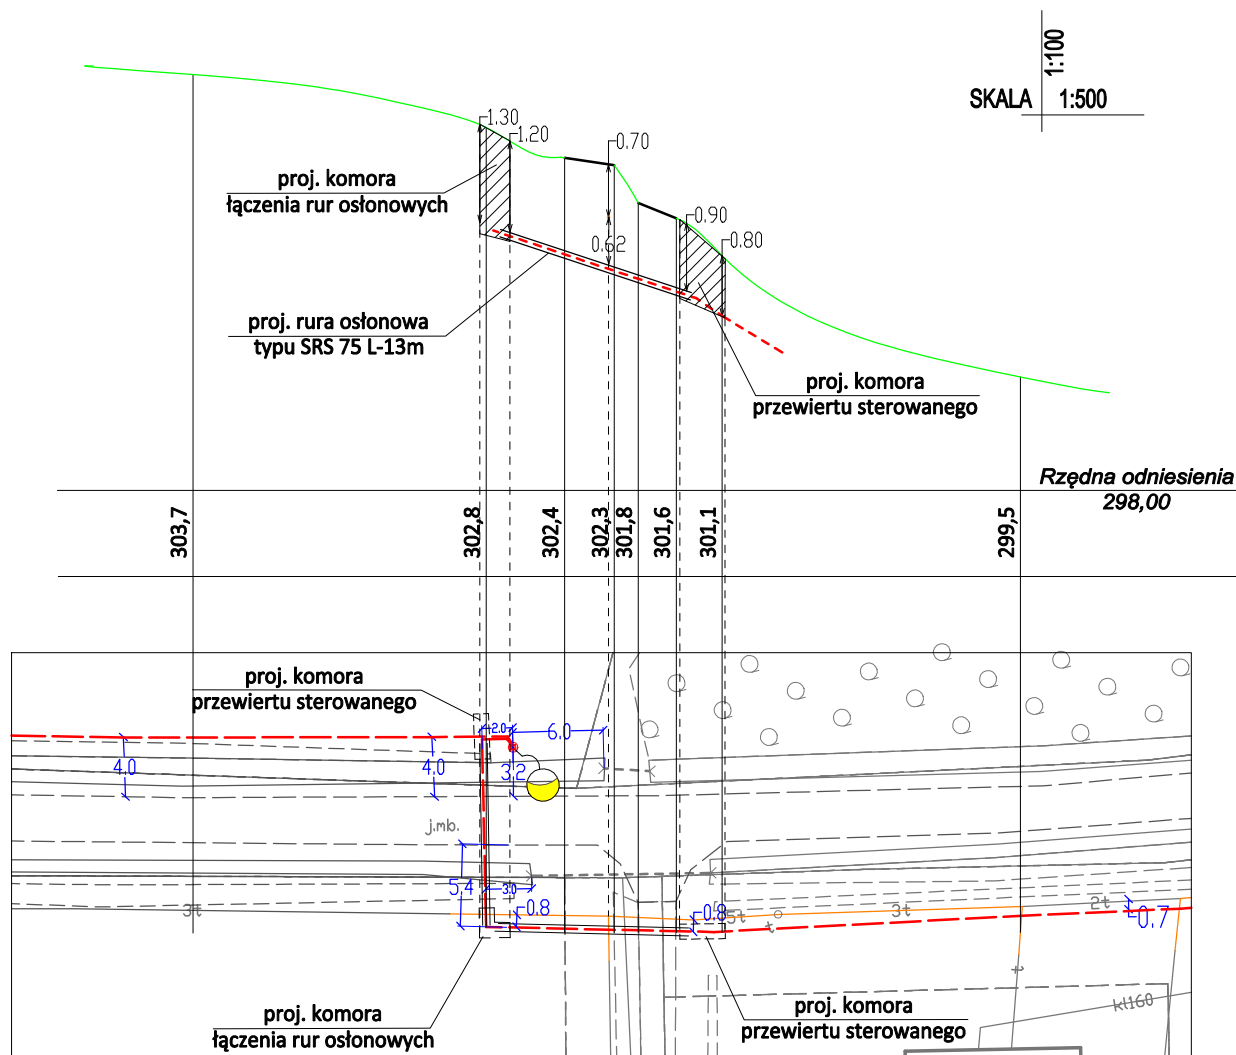 1:100
SKALA 1:500
1.30
1.20
0.70
proj. komora
łączenia rur osłonowych
0.90
0.62
0.80
proj. rura osłonowa
typu SRS 75 L-13m
proj. komora
przewiertu sterowanego
Rzędna odniesienia
298,00
303,7
302,8
302,4
302,3
301,8
301,6
301,1
299,5
proj. komora
przewiertu sterowanego
2.0
6.0
4.0
4.0
3.2
j.mb.
5.4
3.0
0.8
0.8
3t
5t
t
3t
2t
0.7
t
kl160
proj. komora
łączenia rur osłonowych
proj. komora
przewiertu sterowanego